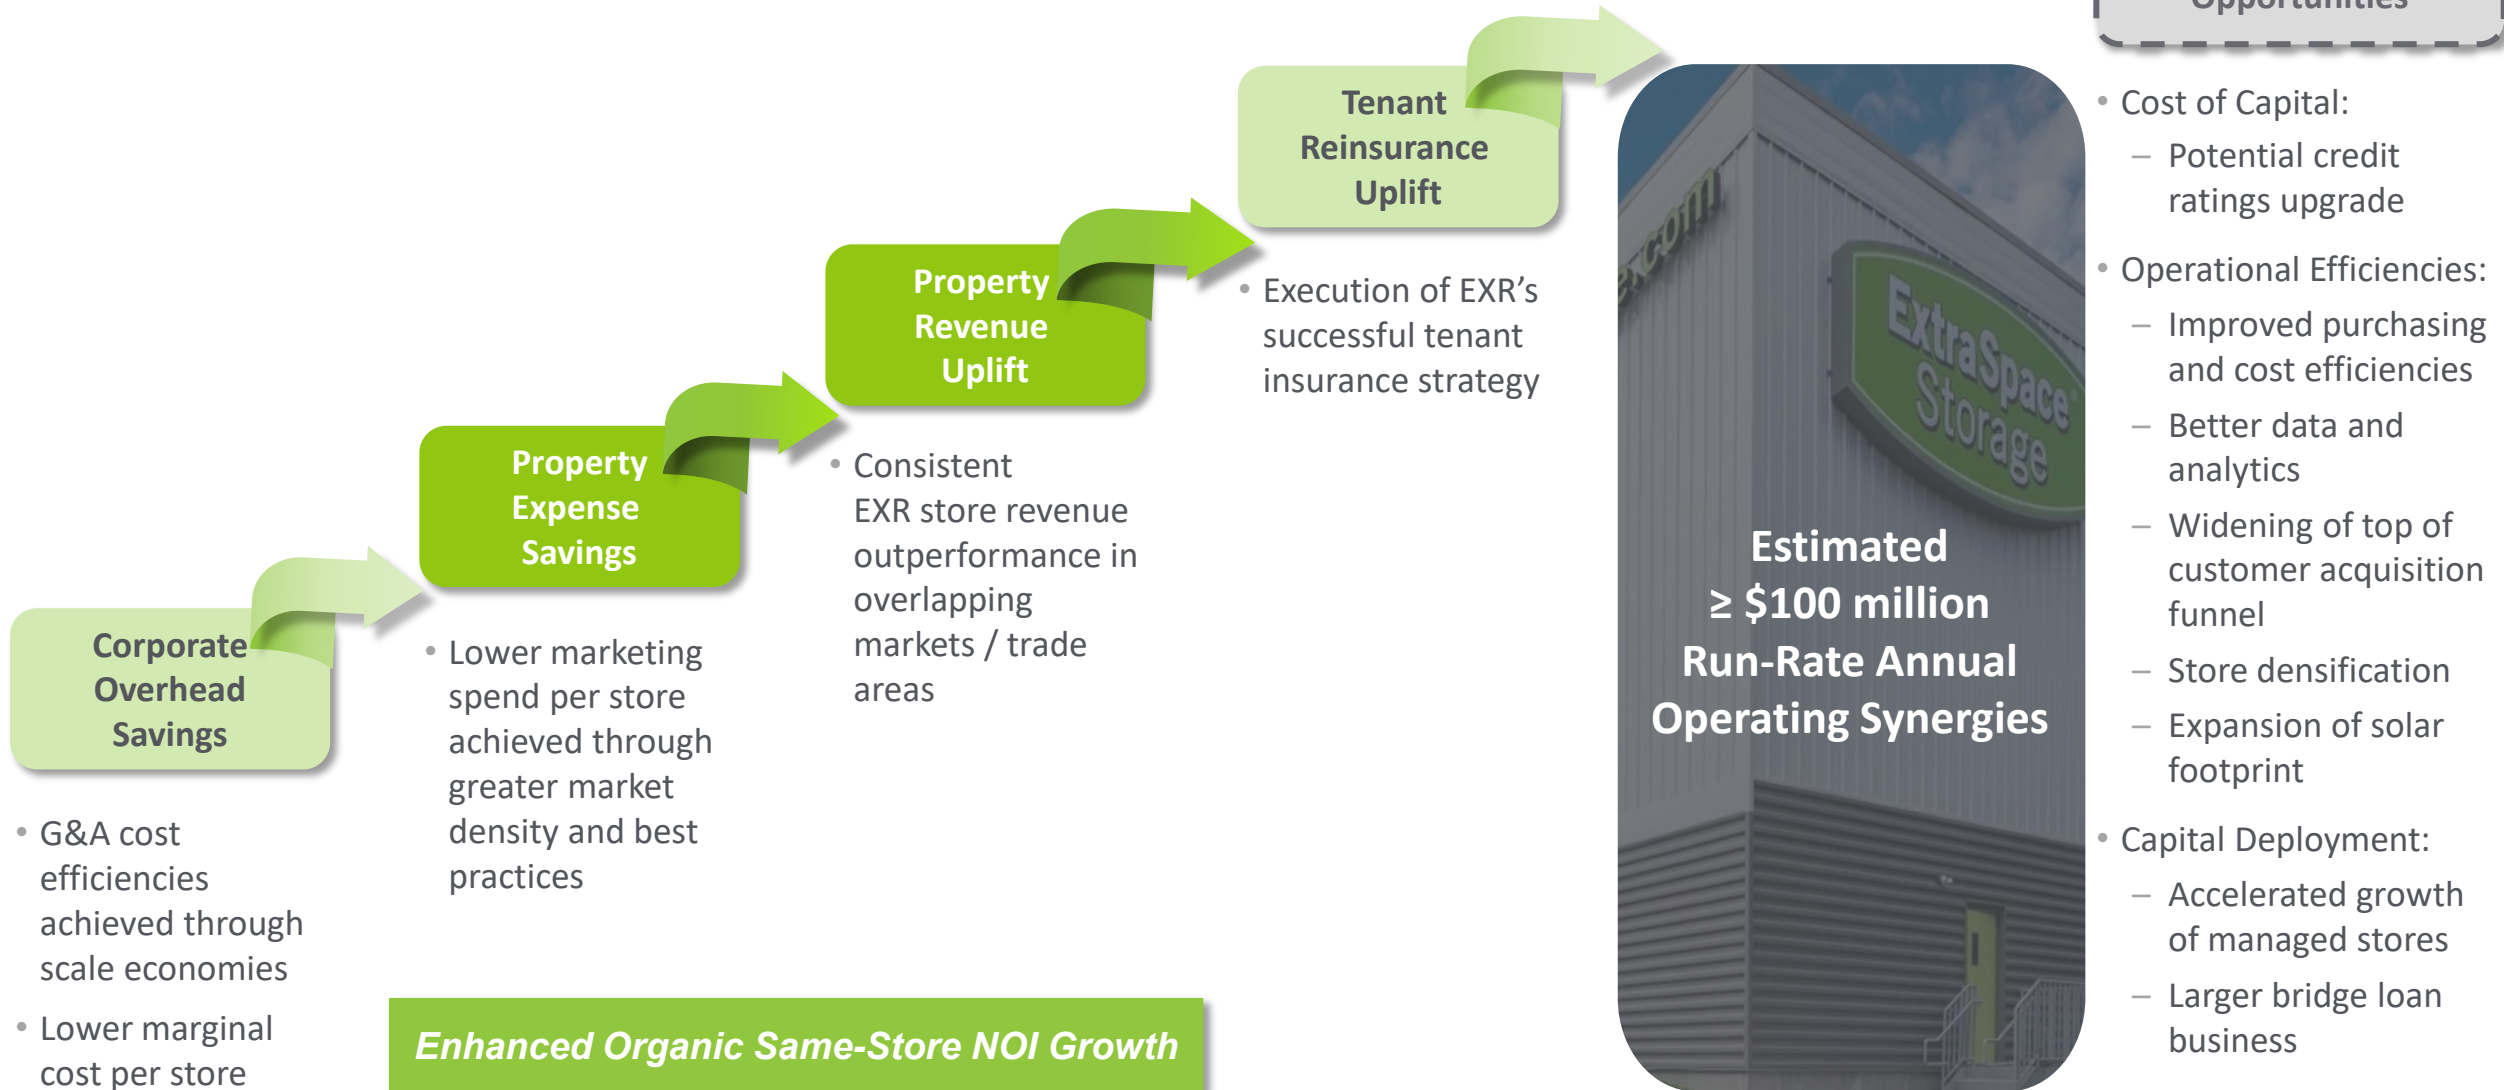 Corporate
Overhead
Savings
• G&A cost
efficiencies
achieved through
scale economies
• Lower marginal
cost per store
Property
Expense
Savings
• Lower marketing
spend per store
achieved through
greater market
density and best
practices
Property
Revenue
Uplift
• Consistent
EXR store revenue
outperformance in
overlapping
markets / trade
areas
Enhanced Organic Same-Store NOI Growth
Tenant
Reinsurance
Uplift
• Execution of EXR’s
successful tenant
insurance strategy
ExtraSpace
Storage
Estimated
≥ $100 million
Run-Rate Annual
Operating Synergies
Opportunities
• Cost of Capital:
– Potential credit
ratings upgrade
• Operational Efficiencies:
– Improved purchasing
and cost efficiencies
– Better data and
analytics
– Widening of top of
customer acquisition
funnel
– Store densification
– Expansion of solar
footprint
• Capital Deployment:
– Accelerated growth
of managed stores
– Larger bridge loan
business